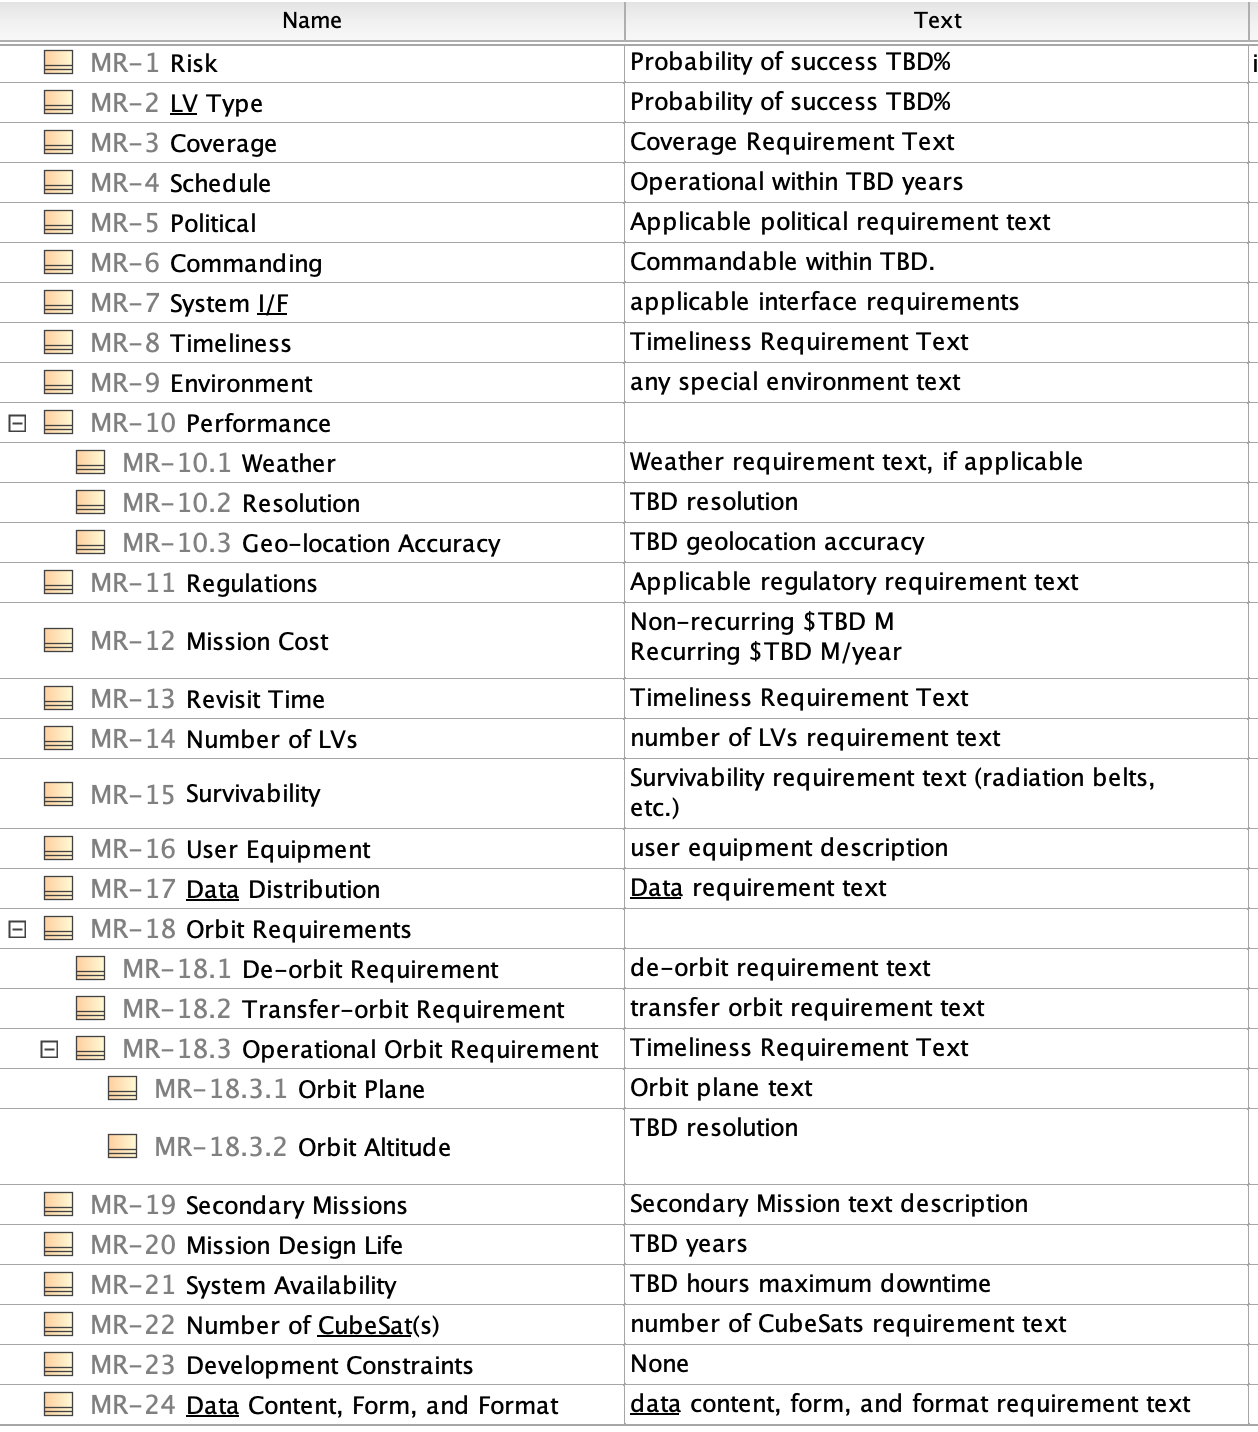 Name Text
MR-1 Risk Probability of success TBD% i
MR-2 LV Type Probability of success TBD%
MR-3 Coverage Coverage Requirement Text
MR-4 Schedule Operational within TBD years
MR-5 Political Applicable political requirement text
MR-6 Commanding Commandable within TBD.
MR-7 System I/F applicable interface requirements
MR-8 Timeliness Timeliness Requirement Text
MR-9 Environment any special environment text
MR-10 Performance
MR-10.1 Weather Weather requirement text, if applicable
MR-10.2 Resolution TBD resolution
MR-10.3 Geo-location Accuracy TBD geolocation accuracy
MR-11 Regulations Applicable regulatory requirement text
MR-12 Mission Cost Non-recurring $TBD M
Recurring $TBD M/year
MR-13 Revisit Time Timeliness Requirement Text
MR-14 Number of LVs number of LVs requirement text
MR-15 Survivability Survivability requirement text (radiation belts,
etc.)
MR-16 User Equipment user equipment description
MR-17 Data Distribution Data requirement text
MR-18 Orbit Requirements
MR-18.1 De-orbit Requirement de-orbit requirement text
MR-18.2 Transfer-orbit Requirement transfer orbit requirement text
MR-18.3 Operational Orbit Requirement Timeliness Requirement Text
MR-18.3.1 Orbit Plane Orbit plane text
MR-18.3.2 Orbit Altitude TBD resolution
MR-19 Secondary Missions Secondary Mission text description
MR-20 Mission Design Life TBD years
MR-21 System Availability TBD hours maximum downtime
MR-22 Number of CubeSat(s) number of CubeSats requirement text
MR-23 Development Constraints None
MR-24 Data Content, Form, and Format data content, form, and format requirement text